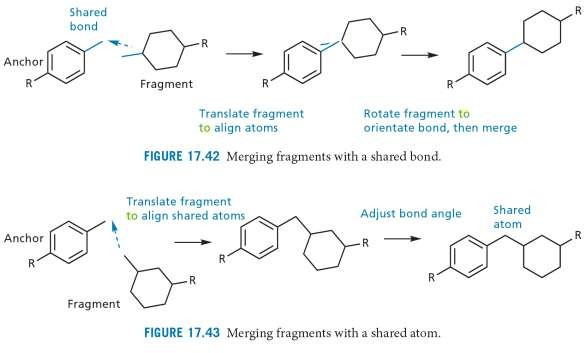 Shared
bond
R
Anchor
R
Fragment
R
R
R
R
Translate fragment
to align atoms
Rotate fragment to
orientate bond, then merge
FIGURE 17.42 Merging fragments with a shared bond.
Translate fragment
to align shared atoms
Adjust bond angle
Shared
atom
Anchor
R
R
Fragment
R
R
R
R
FIGURE 17.43 Merging fragments with a shared atom.